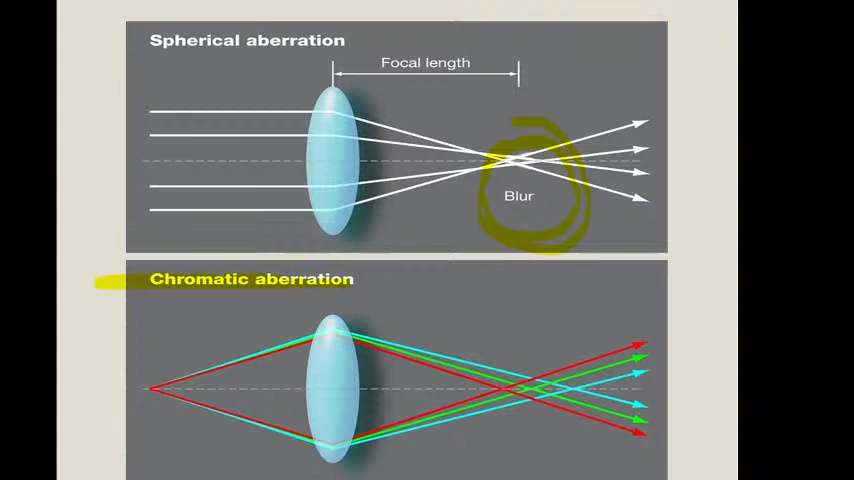 Spherical aberration
Focal length
Blur
Chromatic aberration